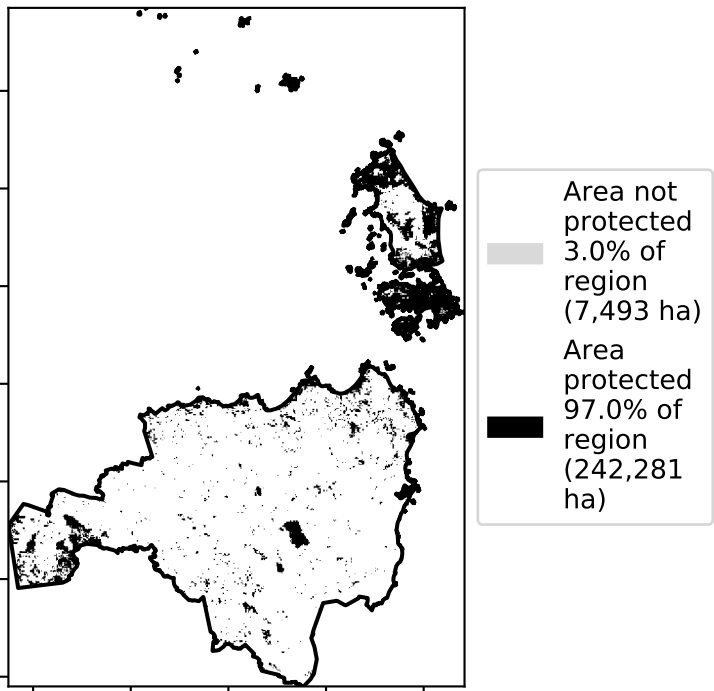 Area not
protected
3.0% of
region
(7,493 ha)
Area
protected
97.0% of
region
(242,281
ha)